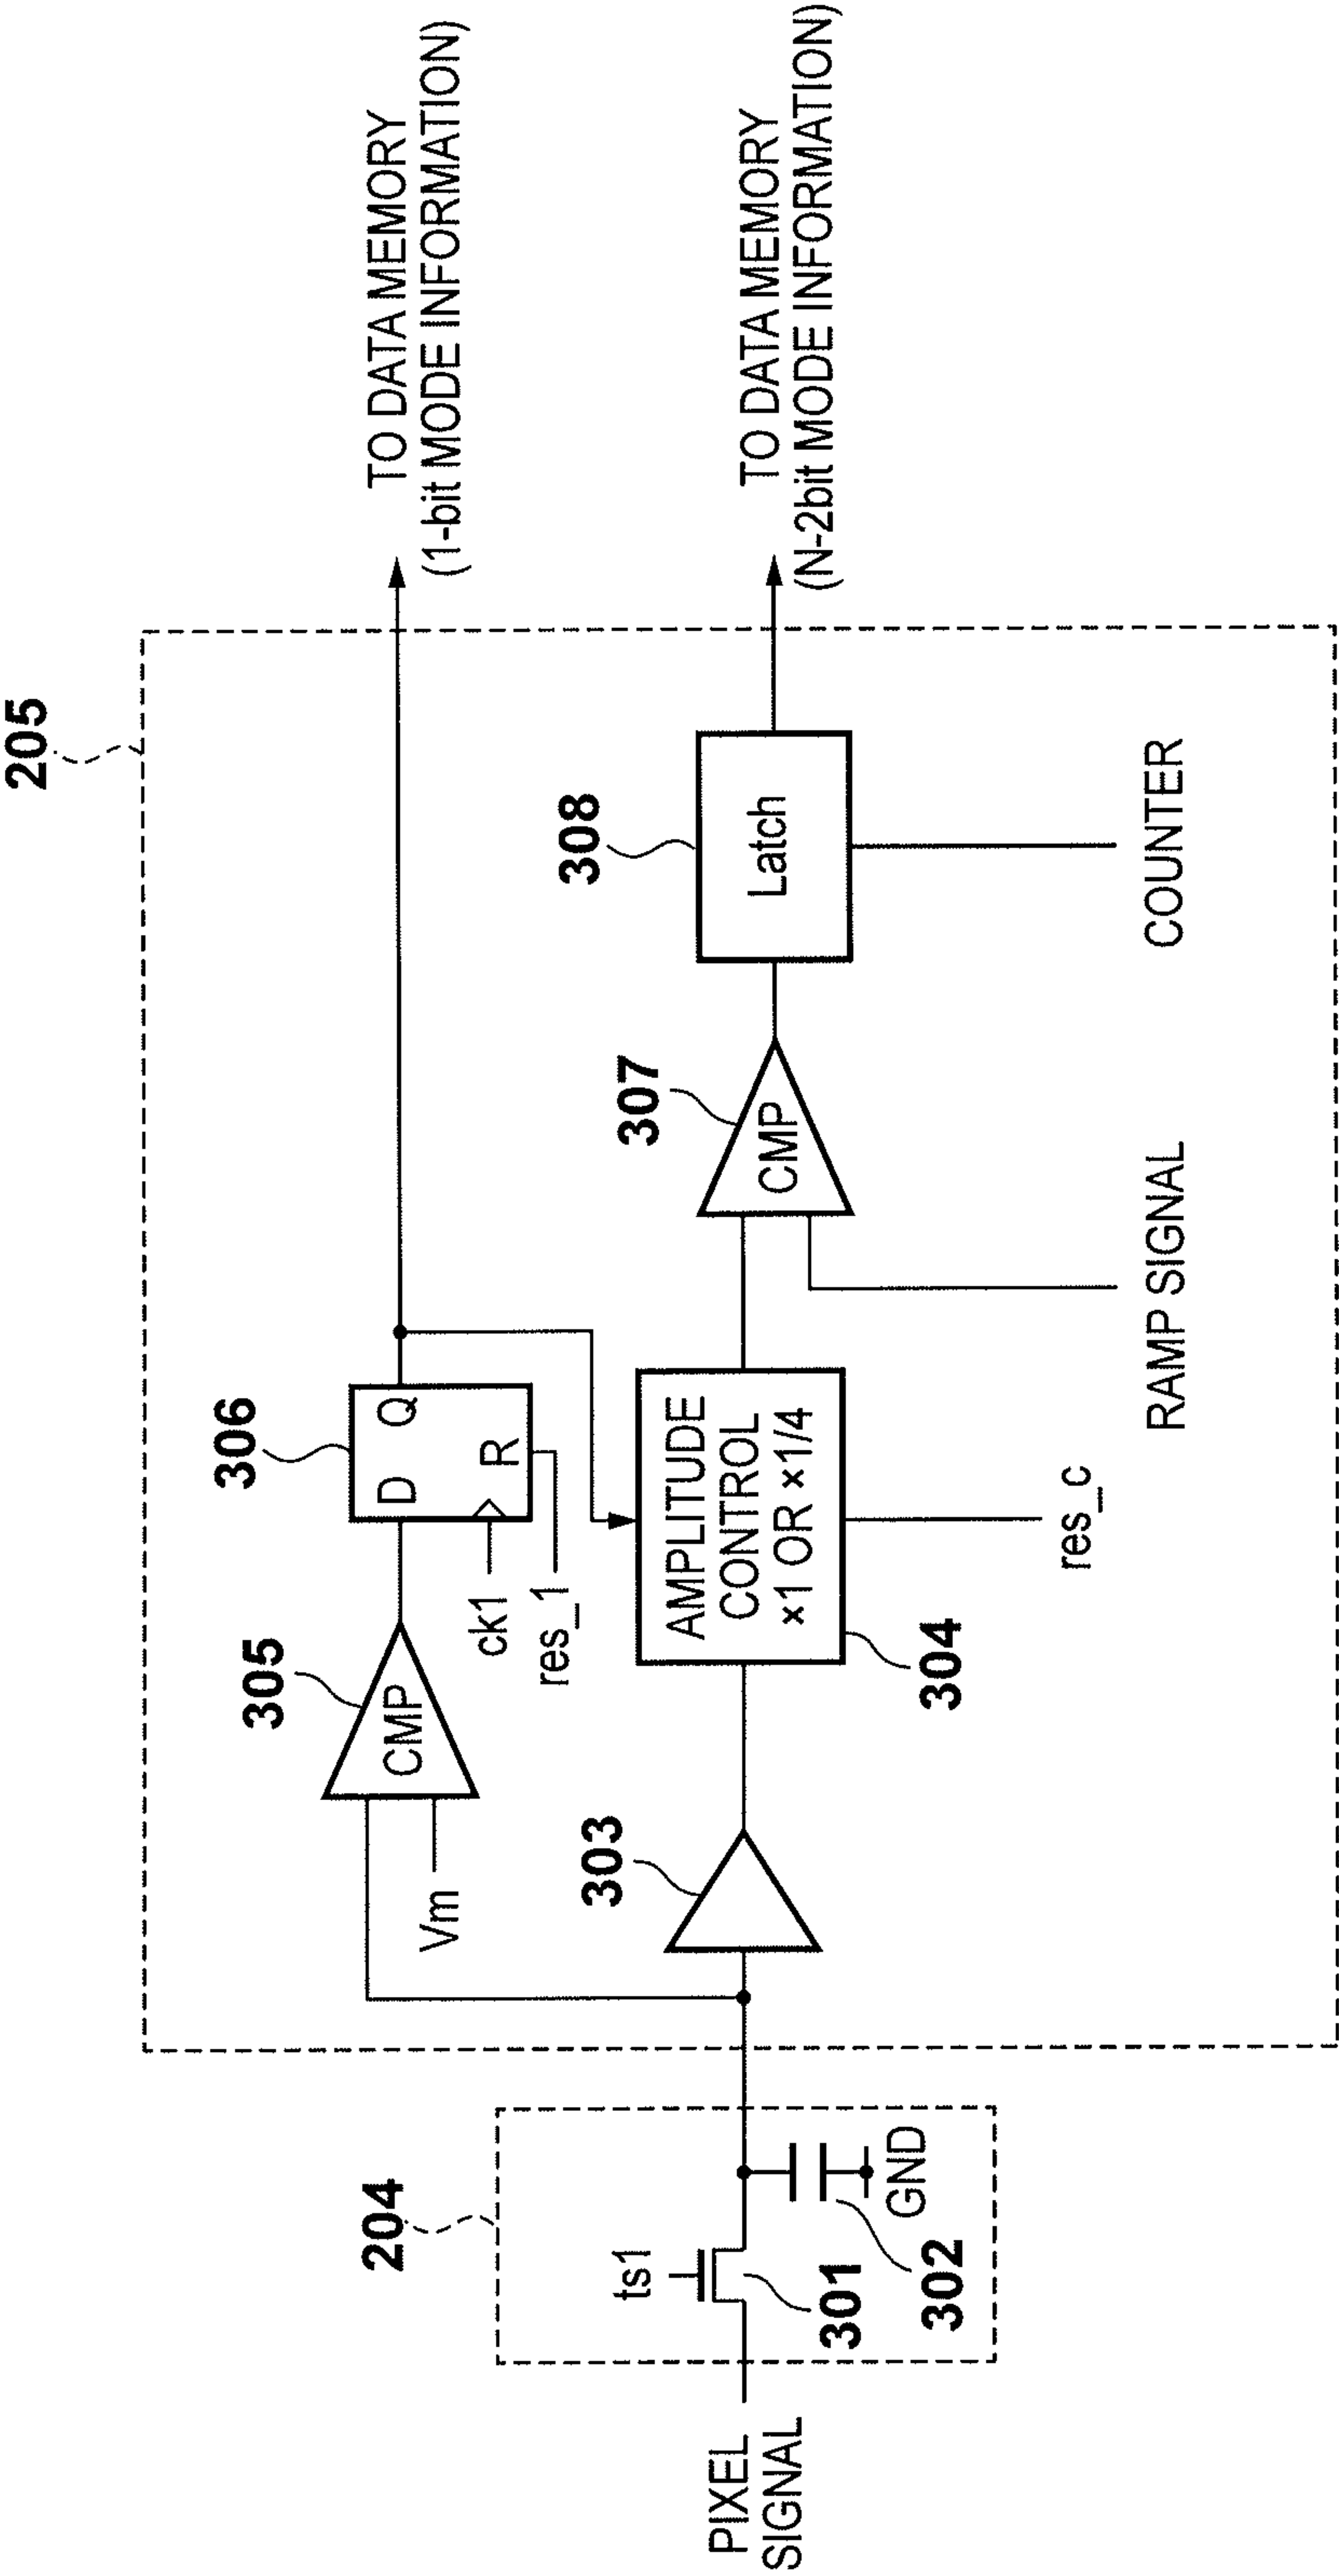 205
TO DATA MEMORY
(1-bit MODE INFORMATION)
306
D
Q
R
305
CMP
Vm
ck1
res_1
308
Latch
TO DATA MEMORY
(N-2bit MODE INFORMATION)
307
CMP
303
AMPLITUDE
CONTROL
×1 OR ×1/4
304
204
ts1
301
302
GND
PIXEL
SIGNAL
res_c
RAMP SIGNAL
COUNTER